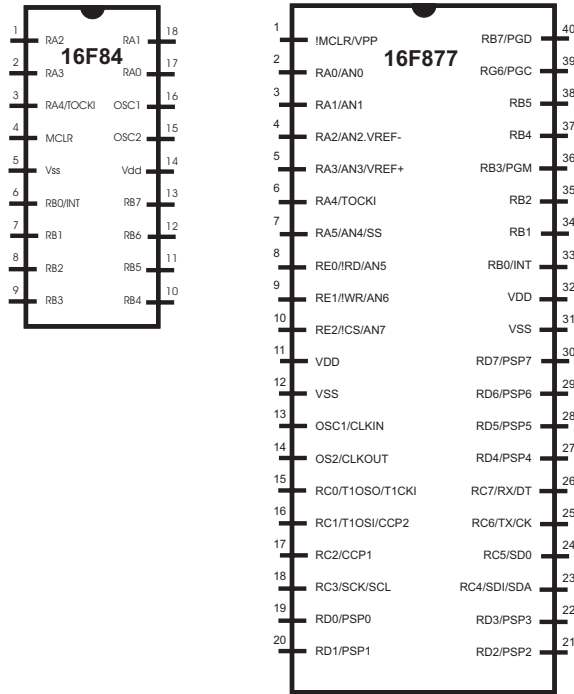 16F84
1 RA2 RA1 18
2 RA3 RA0 17
3 RA4/TOCKI OSC1 16
4 MCLR OSC2 15
5 Vss Vdd 14
6 RB0/INT RB7 13
7 RB1 RB6 12
8 RB2 RB5 11
9 RB3 RB4 10
16F877
1 !MCLR/VPP RB7/PGD 40
2 RA0/AN0 RG6/PGC 39
3 RA1/AN1 RB5 38
4 RA2/AN2.VREF- RB4 37
5 RA3/AN3/VREF+ RB3/PGM 36
6 RA4/TOCKI RB2 35
7 RA5/AN4/SS RB1 34
8 RE0/!RD/AN5 RB0/INT 33
9 RE1/!WR/AN6 VDD 32
10 RE2/!CS/AN7 VSS 31
11 VDD RD7/PSP7 30
12 VSS RD6/PSP6 29
13 OSC1/CLKIN RD5/PSP5 28
14 OS2/CLKOUT RD4/PSP4 27
15 RC0/T1OSO/T1CKI RC7/RX/DT 26
16 RC1/T1OSI/CCP2 RC6/TX/CK 25
17 RC2/CCP1 RC5/SD0 24
18 RC3/SCK/SCL RC4/SDI/SDA 23
19 RD0/PSP0 RD3/PSP3 22
20 RD1/PSP1 RD2/PSP2 21